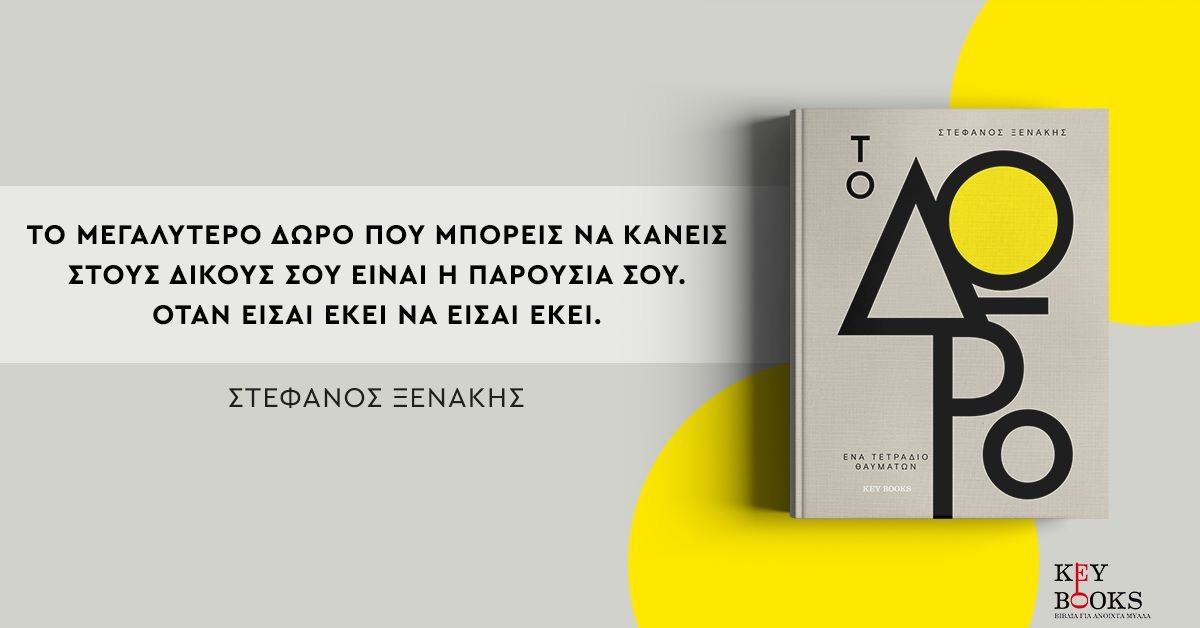 ΤΟ ΜΕΓΑΛΥΤΕΡΟ ΔΩΡΟ ΠΟΥ ΜΠΟΡΕΙΣ ΝΑ ΚΑΝΕΙΣ
ΣΤΟΥΣ ΔΙΚΟΥΣ ΣΟΥ ΕΙΝΑΙ Η ΠΑΡΟΥΣΙΑ ΣΟΥ.
ΟΤΑΝ ΕΙΣΑΙ ΕΚΕΙ ΝΑ ΕΙΣΑΙ ΕΚΕΙ.
ΣΤΕΦΑΝΟΣ ΞΕΝΑΚΗΣ
ΣΤΕΦΑΝΟΣ ΞΕΝΑΚΗΣ
ΤΟ
ΔΩΡΟ
ΕΝΑ ΤΕΤΡΑΔΙΟ
ΘΑΥΜΑΤΩΝ
KEY BOOKS
KEY
BOOKS
ΒΙΒΛΙΑ ΓΙΑ ΑΝΟΙΧΤΑ ΜΥΑΛΑ